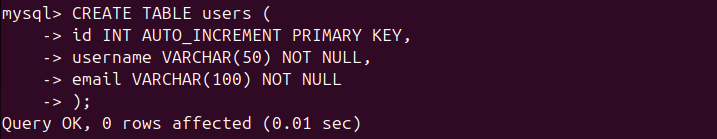 mysql> CREATE TABLE users (
    -> id INT AUTO_INCREMENT PRIMARY KEY,
    -> username VARCHAR(50) NOT NULL,
    -> email VARCHAR(100) NOT NULL
    -> );
Query OK, 0 rows affected (0.01 sec)